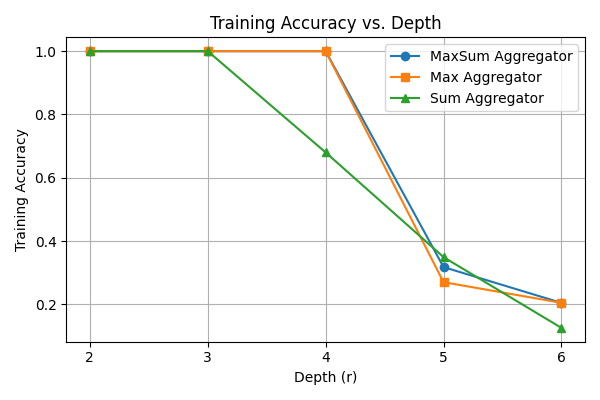 Training Accuracy vs. Depth
MaxSum Aggregator
Max Aggregator
Sum Aggregator
Training Accuracy
1.0
0.8
0.6
0.4
0.2
2 3 4 5 6
Depth (r)